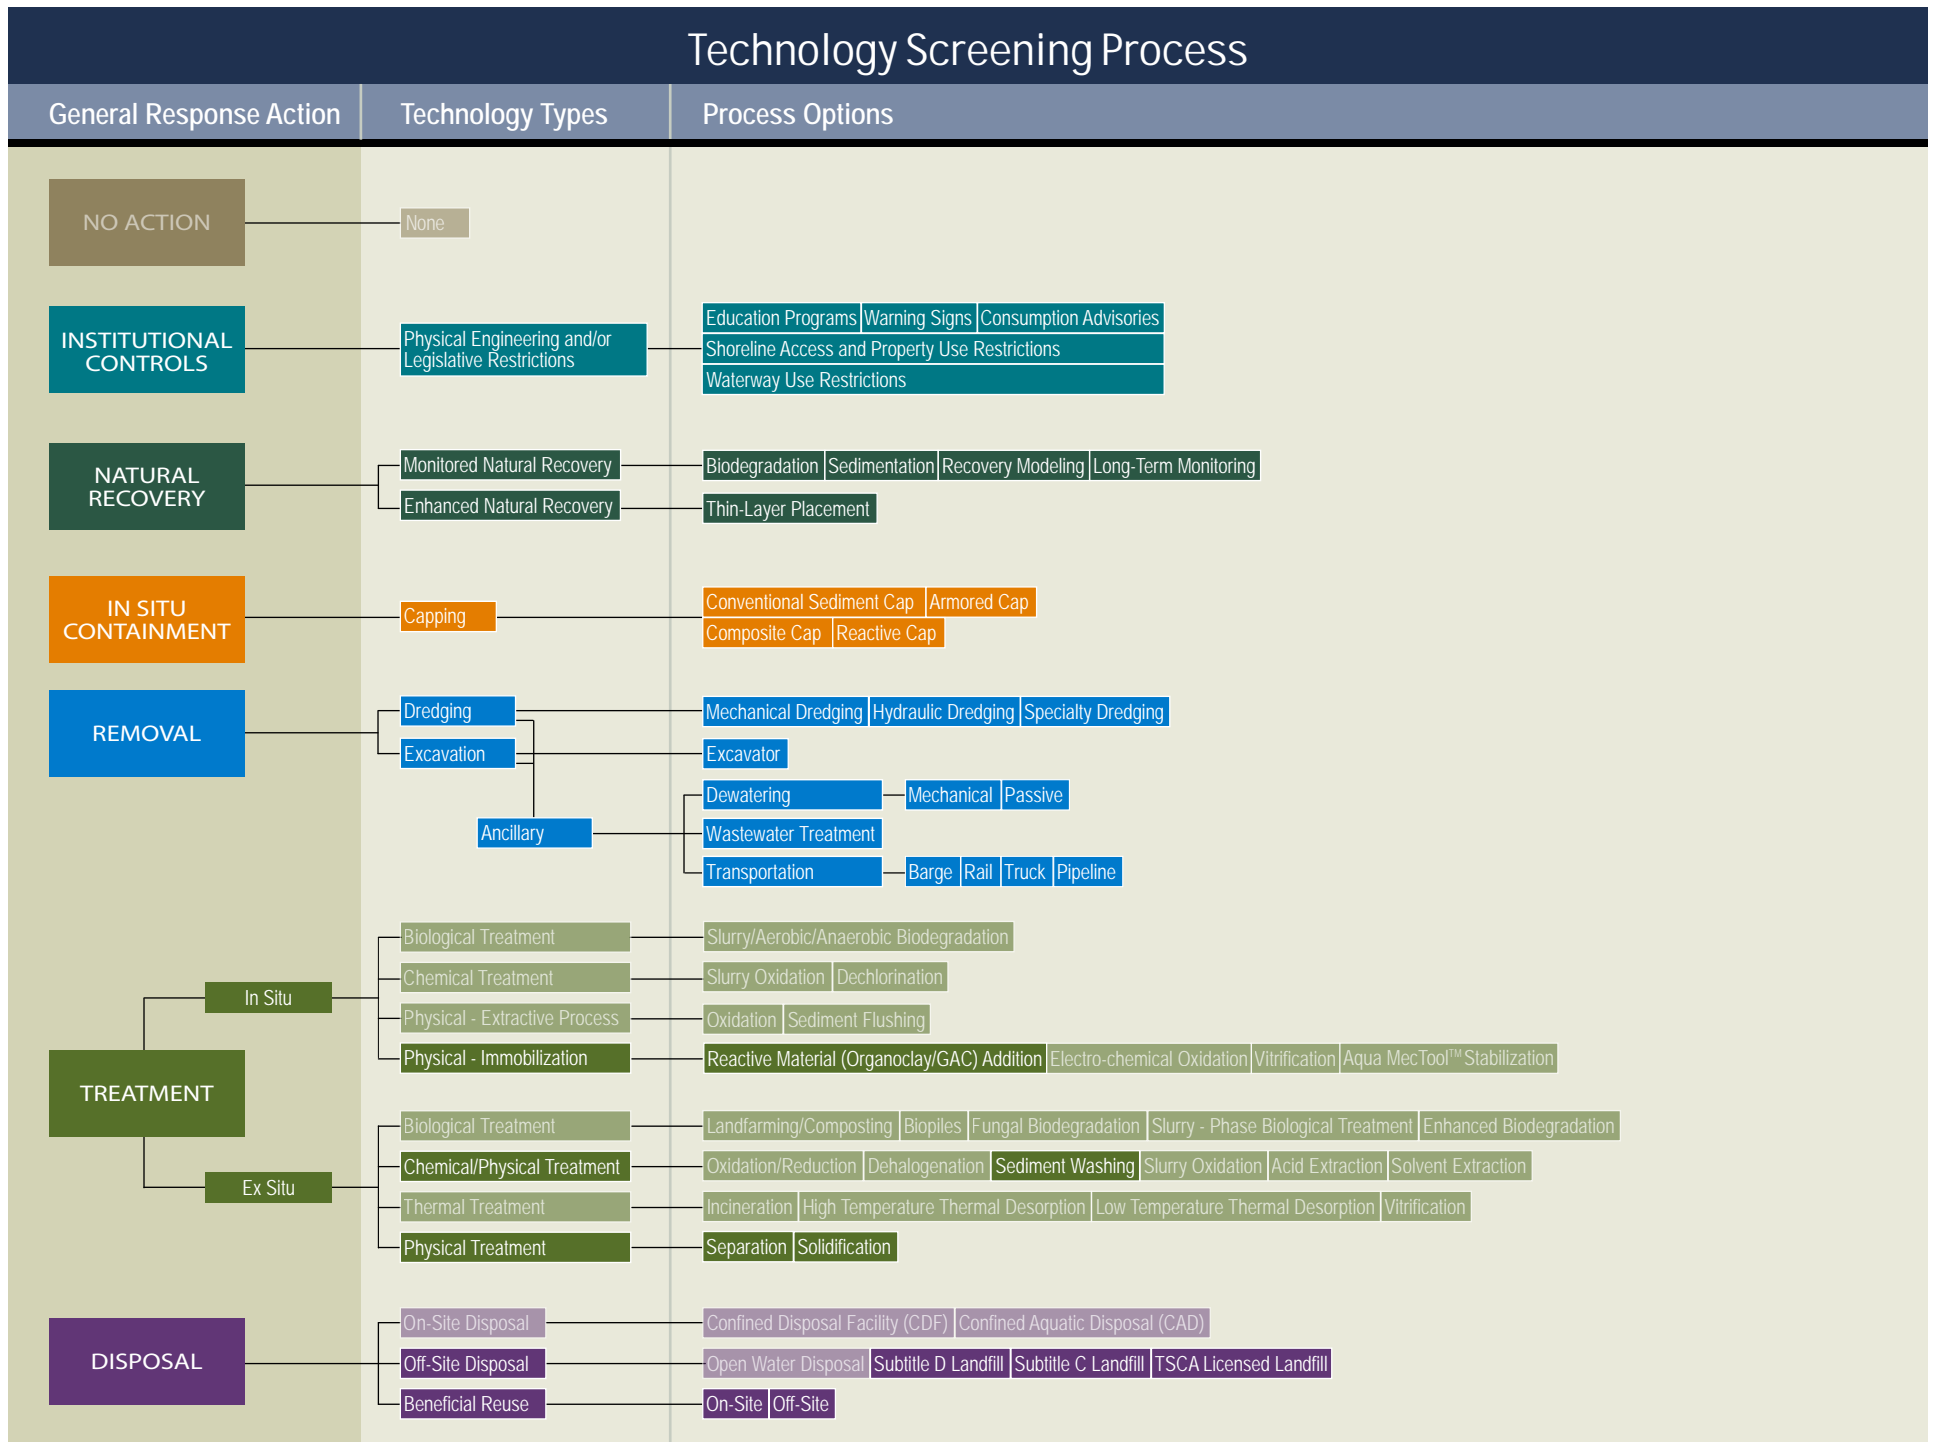 Technology Screening Process
General Response Action
Technology Types
Process Options
NO ACTION
None
INSTITUTIONAL
CONTROLS
Physical Engineering and/or
Legislative Restrictions
Education Programs
Warning Signs
Consumption Advisories
Shoreline Access and Property Use Restrictions
Waterway Use Restrictions
NATURAL
RECOVERY
Monitored Natural Recovery
Biodegradation
Sedimentation
Recovery Modeling
Long-Term Monitoring
Enhanced Natural Recovery
Thin-Layer Placement
IN SITU
CONTAINMENT
Capping
Conventional Sediment Cap
Armored Cap
Composite Cap
Reactive Cap
REMOVAL
Dredging
Mechanical Dredging
Hydraulic Dredging
Specialty Dredging
Excavation
Excavator
Ancillary
Dewatering
Mechanical
Passive
Wastewater Treatment
Transportation
Barge
Rail
Truck
Pipeline
TREATMENT
In Situ
Biological Treatment
Slurry/Aerobic/Anaerobic Biodegradation
Chemical Treatment
Slurry Oxidation
Dechlorination
Physical - Extractive Process
Oxidation
Sediment Flushing
Physical - Immobilization
Reactive Material (Organoclay/GAC) Addition
Electro-chemical Oxidation
Vitrification
Aqua MecTool™ Stabilization
Ex Situ
Biological Treatment
Landfarming/Composting
Biopiles
Fungal Biodegradation
Slurry - Phase Biological Treatment
Enhanced Biodegradation
Chemical/Physical Treatment
Oxidation/Reduction
Dehalogenation
Sediment Washing
Slurry Oxidation
Acid Extraction
Solvent Extraction
Thermal Treatment
Incineration
High Temperature Thermal Desorption
Low Temperature Thermal Desorption
Vitrification
Physical Treatment
Separation
Solidification
DISPOSAL
On-Site Disposal
Confined Disposal Facility (CDF)
Confined Aquatic Disposal (CAD)
Off-Site Disposal
Open Water Disposal
Subtitle D Landfill
Subtitle C Landfill
TSCA Licensed Landfill
Beneficial Reuse
On-Site
Off-Site